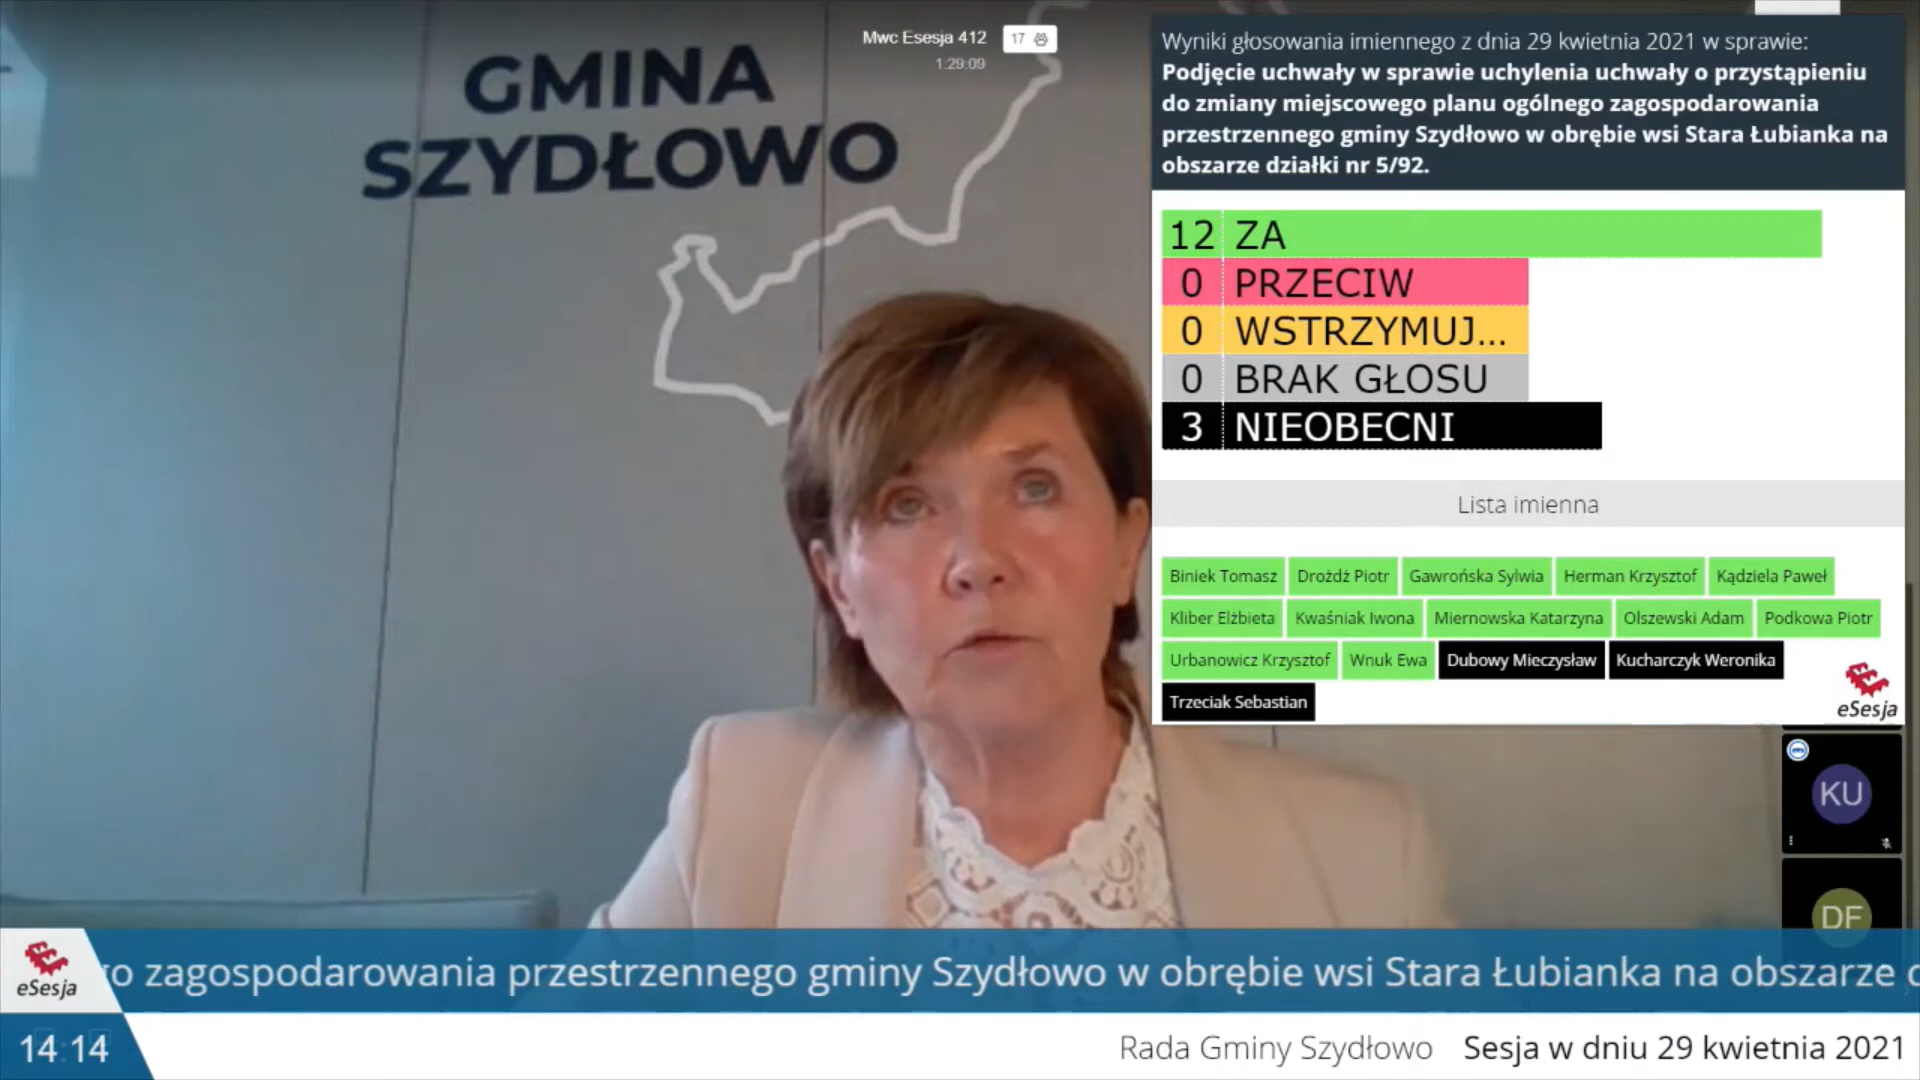 GMINA
SZYDŁOWO
Mwc Esesja 412
17
1:29:09
Wyniki głosowania imiennego z dnia 29 kwietnia 2021 w sprawie:
Podjęcie uchwały w sprawie uchylenia uchwały o przystąpieniu
do zmiany miejscowego planu ogólnego zagospodarowania
przestrzennego gminy Szydłowo w obrębie wsi Stara Łubianka na
obszarze działki nr 5/92.
12 ZA
0 PRZECIW
0 WSTRZYMUJ...
0 BRAK GŁOSU
3 NIEOBECNI
Lista imienna
Biniek Tomasz Drożdż Piotr Gawrońska Sylwia Herman Krzysztof Kądziela Paweł
Kliber Elżbieta Kwaśniak Iwona Miernowska Katarzyna Olszewski Adam Podkowa Piotr
Urbanowicz Krzysztof Wnuk Ewa Dubowy Mieczysław Kucharczyk Weronika
Trzeciak Sebastian
eSesja
KU
DF
eSesja
go zagospodarowania przestrzennego gminy Szydłowo w obrębie wsi Stara Łubianka na obszarze
14:14
Rada Gminy Szydłowo Sesja w dniu 29 kwietnia 2021